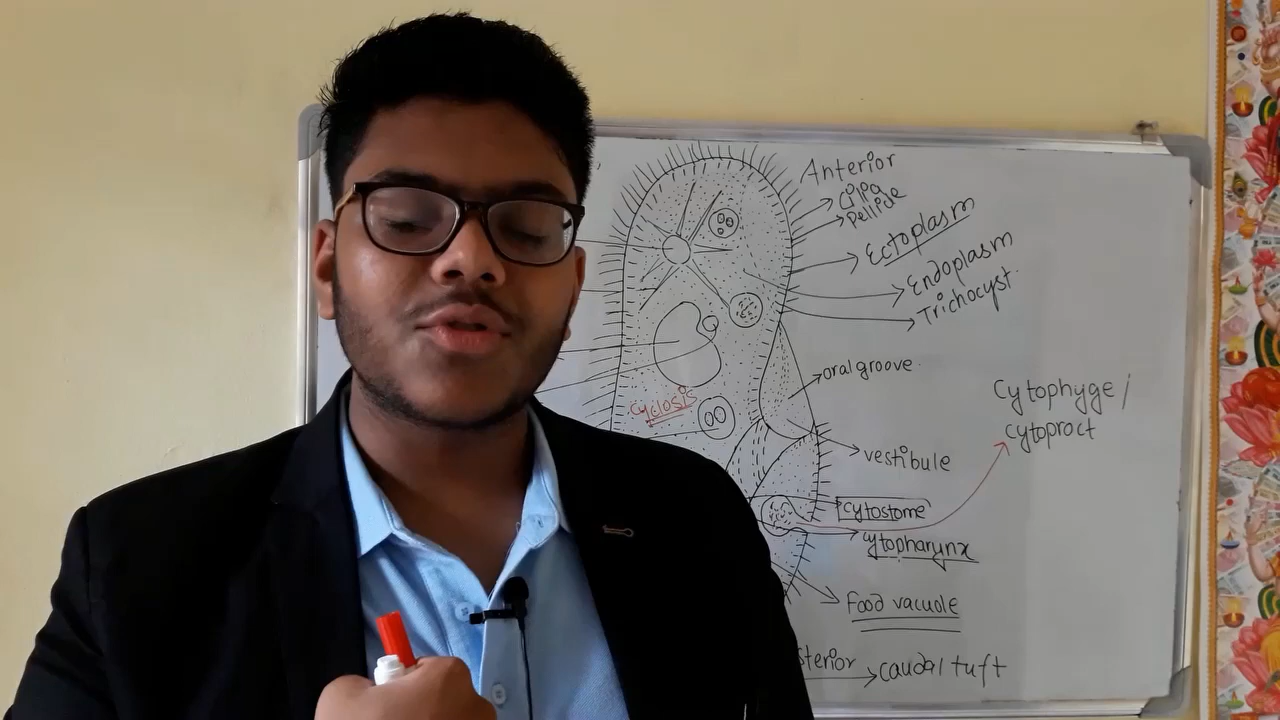 Anterior
Cilia
Pellicle
Ectoplasm
Endoplasm
Trichocyst
oral groove
Cytophyge /
cytoproct
cyclosis
vestibule
cytostome
cytopharynx
Food vacuole
sterior
caudal tuft